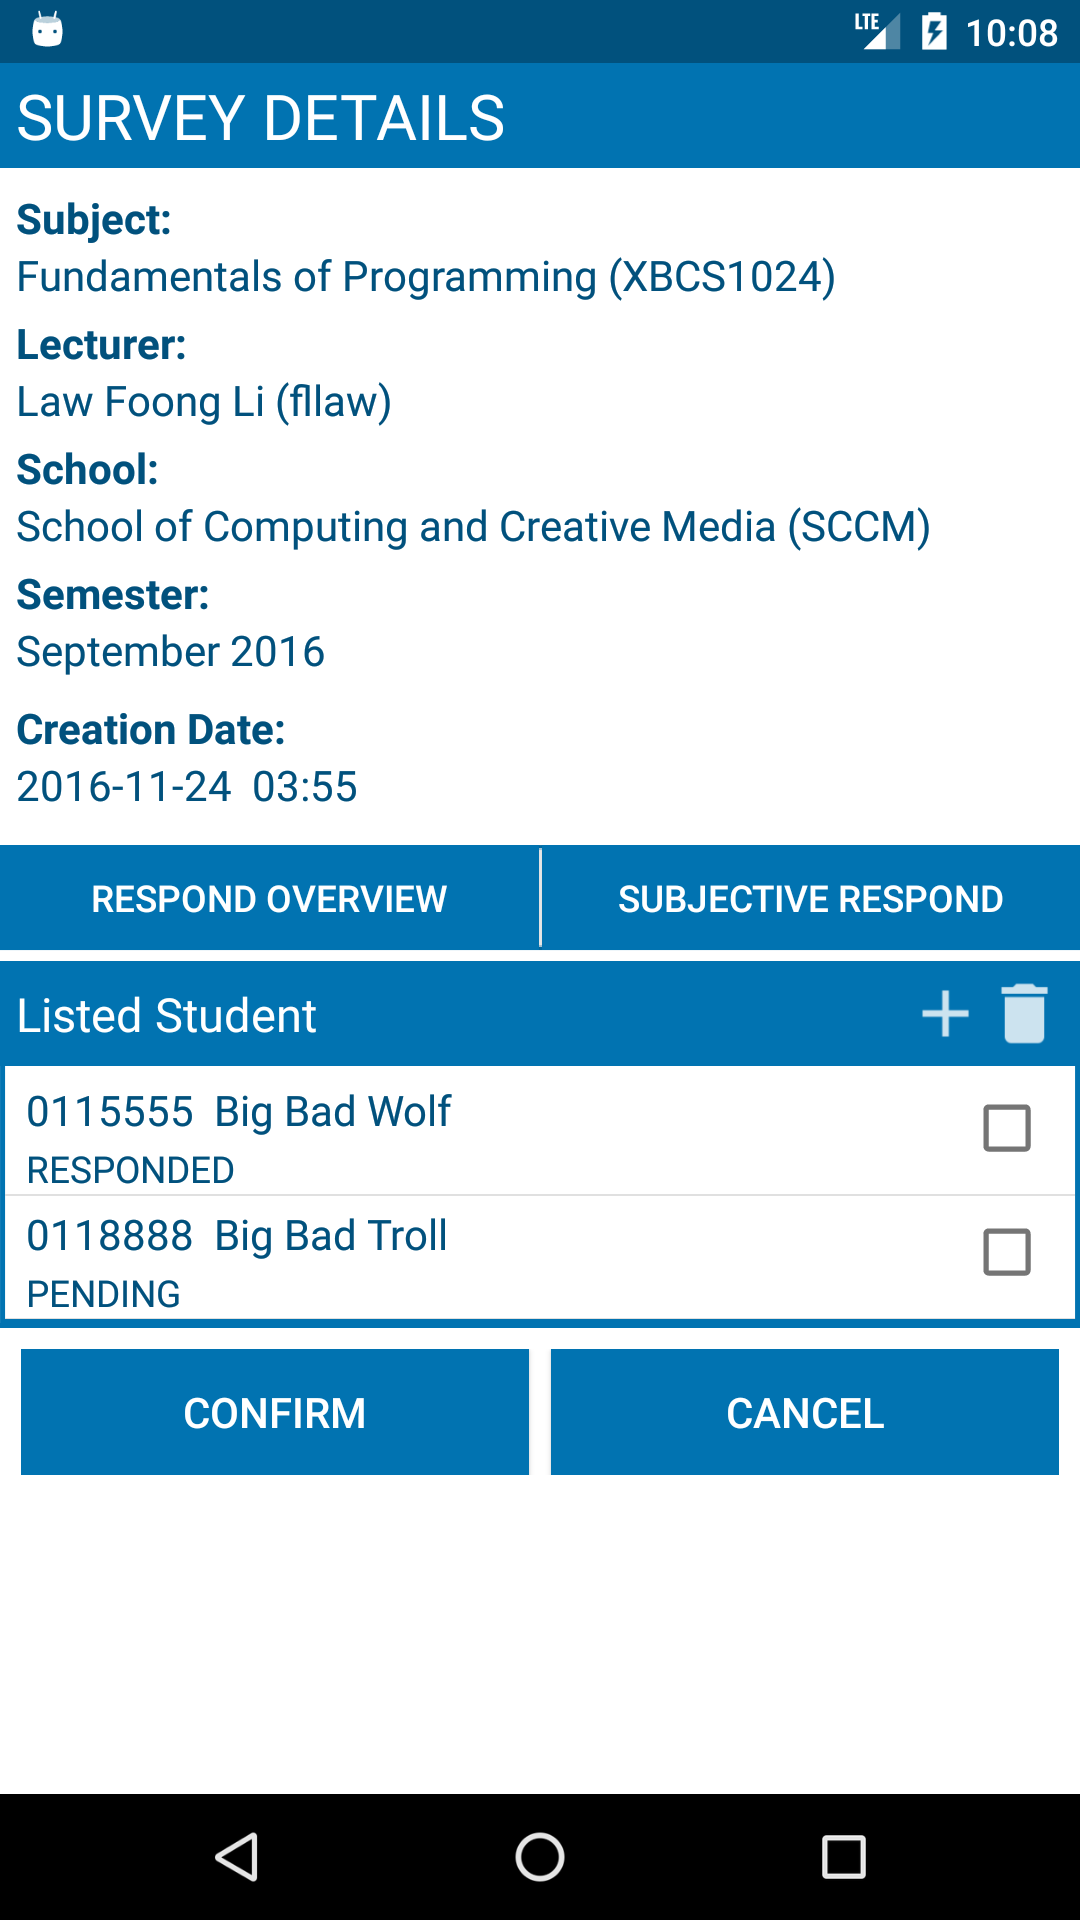 LTE 10:08
SURVEY DETAILS
Subject:
Fundamentals of Programming (XBCS1024)
Lecturer:
Law Foong Li (fllaw)
School:
School of Computing and Creative Media (SCCM)
Semester:
September 2016
Creation Date:
2016-11-24 03:55
RESPOND OVERVIEW SUBJECTIVE RESPOND
Listed Student
0115555 Big Bad Wolf
RESPONDED
0118888 Big Bad Troll
PENDING
CONFIRM CANCEL